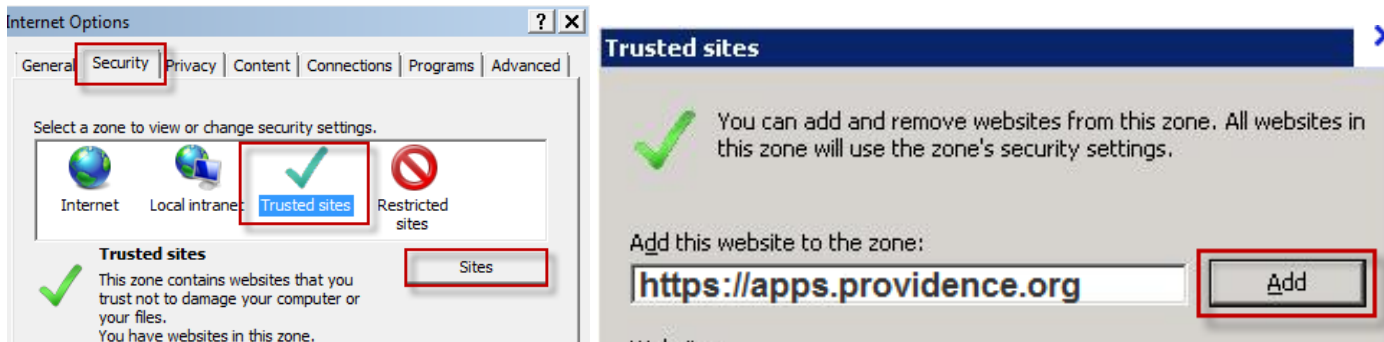 Internet Options
General Security Privacy Content Connections Programs Advanced
Select a zone to view or change security settings.
Internet Local intranet Trusted sites Restricted
sites
Trusted sites
This zone contains websites that you
trust not to damage your computer or
your files.
You have websites in this zone.
Sites
Trusted sites
You can add and remove websites from this zone. All websites in
this zone will use the zone's security settings.
Add this website to the zone:
https://apps.providence.org
Add